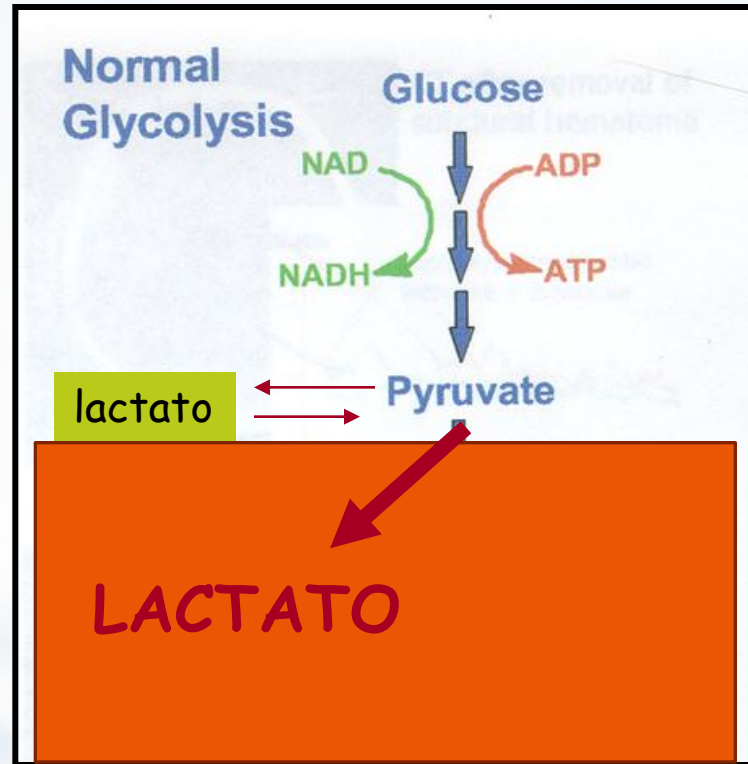 Normal
Glycolysis
Glucose
NAD
ADP
NADH
ATP
lactato
Pyruvate
LACTATO